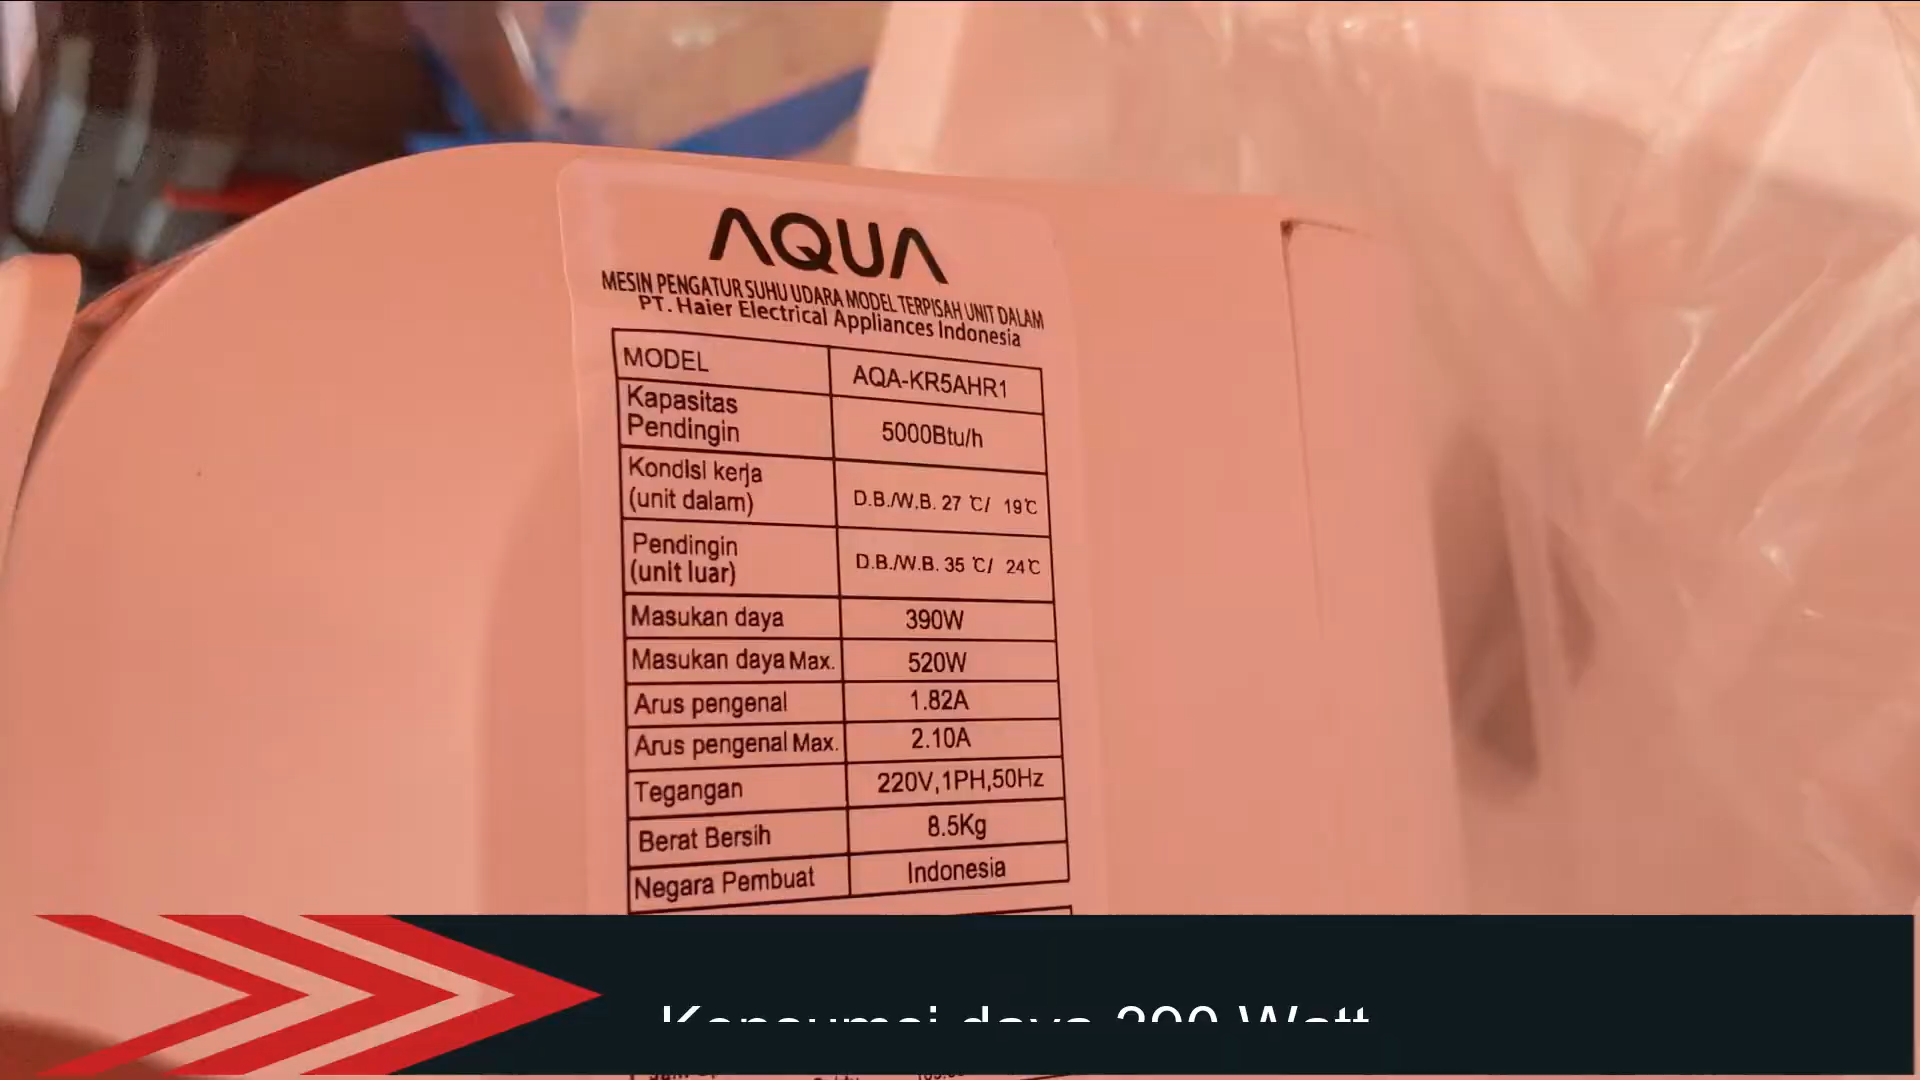 AQUA
MESIN PENGATUR SUHU UDARA MODEL TERPISAH UNIT DALAM
PT. Haier Electrical Appliances Indonesia
MODEL AQA-KR5AHR1
Kapasitas Pendingin 5000Btu/h
Kondisi kerja (unit dalam) D.B./W.B. 27 ℃/ 19℃
Pendingin (unit luar) D.B./W.B. 35 ℃/ 24℃
Masukan daya 390W
Masukan daya Max. 520W
Arus pengenal 1.82A
Arus pengenal Max. 2.10A
Tegangan 220V,1PH,50Hz
Berat Bersih 8.5Kg
Negara Pembuat Indonesia
Konsumsi daya 390 Watt